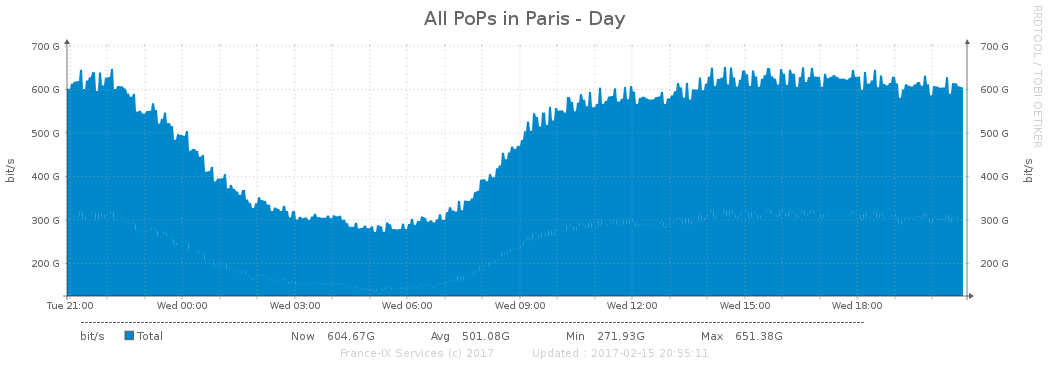 All PoPs in Paris - Day
RRDTOOL / TOBI OETIKER
700 G 700 G
600 G 600 G
500 G 500 G
400 G 400 G
300 G 300 G
200 G 200 G
bit/s
bit/s
Tue 21:00 Wed 00:00 Wed 03:00 Wed 06:00 Wed 09:00 Wed 12:00 Wed 15:00 Wed 18:00
bit/s Total Now 604.67G Avg 501.08G Min 271.93G Max 651.38G
France-IX Services (c) 2017 Updated : 2017-02-15 20:55:11